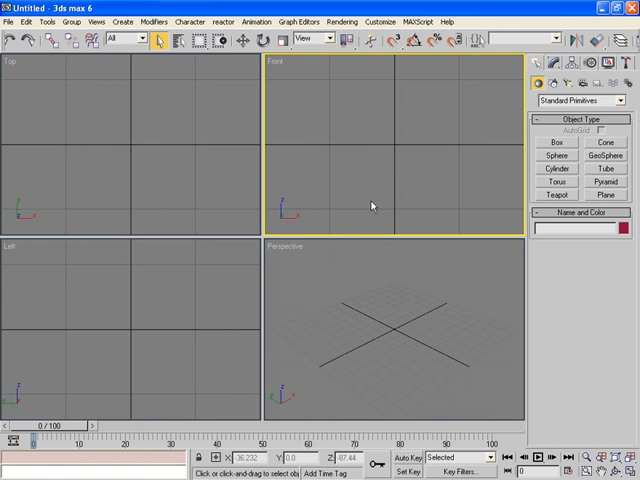 Untitled - 3ds max 6
File Edit Tools Group Views Create Modifiers Character reactor Animation Graph Editors Rendering Customize MAXScript Help
All View
Top
Front
Left
Perspective
z x
Standard Primitives
- Object Type
AutoGrid
Box Cone
Sphere GeoSphere
Cylinder Tube
Torus Pyramid
Teapot Plane
- Name and Color
< 0 / 100 >
0 10 20 30 40 50 60 70 80 90 100
X: -36.232 Y: 0.0 Z: -87.44
Auto Key Selected
Click or click-and-drag to select obj Add Time Tag
Set Key Key Filters...
0